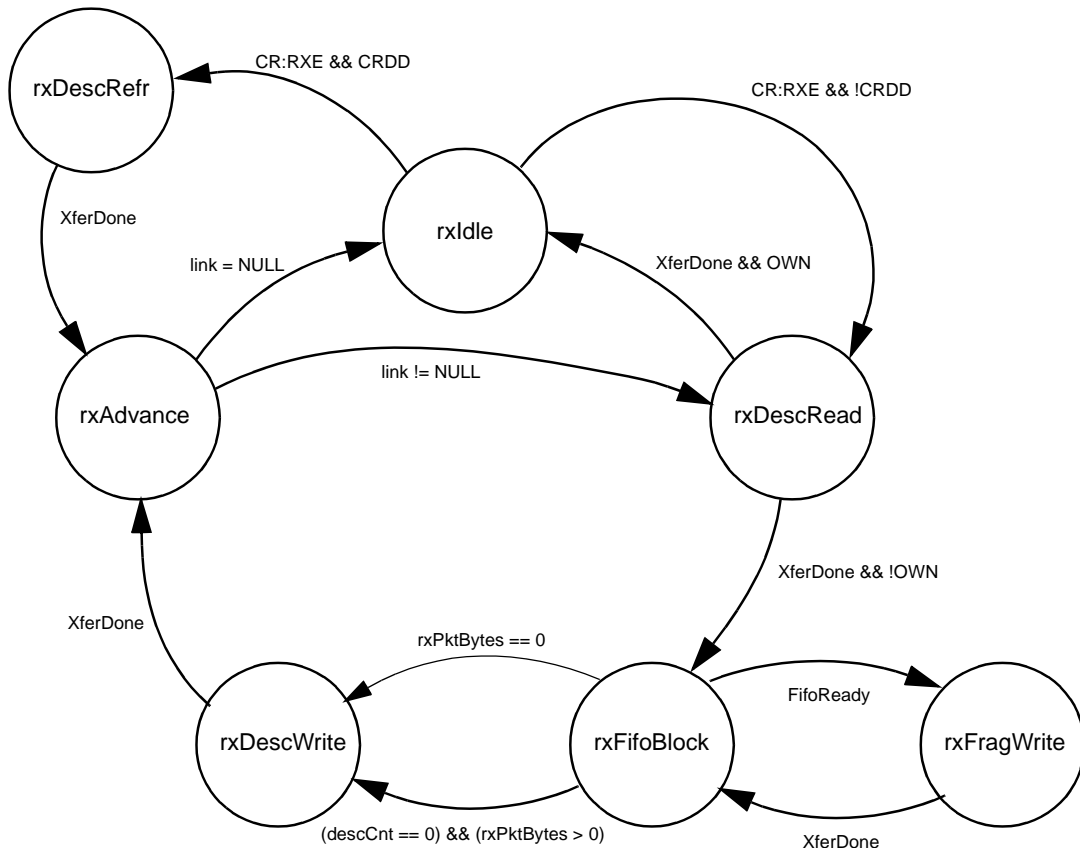 CR:RXE && CRDD
rxDescRefr
CR:RXE && !CRDD
XferDone
rxIdle
link = NULL
XferDone && OWN
link != NULL
rxAdvance
rxDescRead
XferDone && !OWN
XferDone
rxPktBytes == 0
FifoReady
rxDescWrite
rxFifoBlock
rxFragWrite
(descCnt == 0) && (rxPktBytes > 0)
XferDone